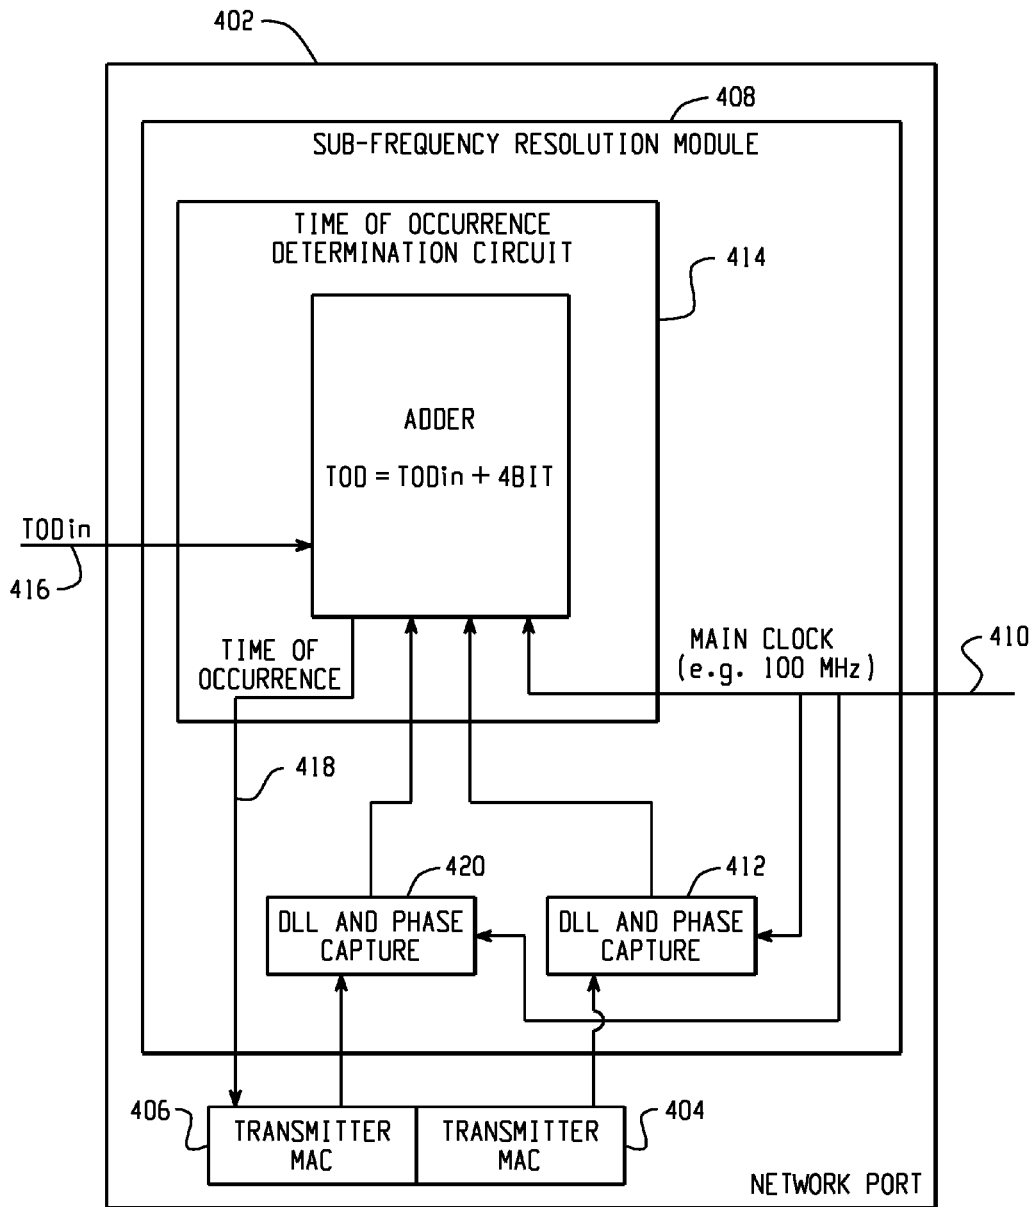 402
408
SUB-FREQUENCY RESOLUTION MODULE
TIME OF OCCURRENCE
DETERMINATION CIRCUIT
414
ADDER
TOD = TODin + 4BIT
TODin
416
TIME OF
OCCURRENCE
MAIN CLOCK
(e.g. 100 MHz)
410
418
420
412
DLL AND PHASE
CAPTURE
DLL AND PHASE
CAPTURE
406
TRANSMITTER
MAC
TRANSMITTER
MAC
404
NETWORK PORT